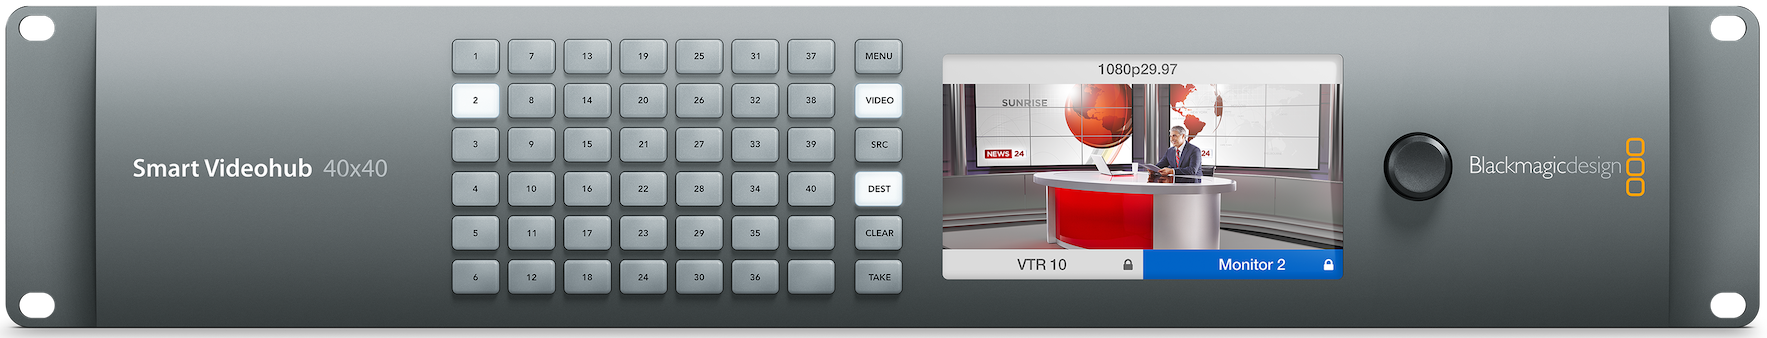 Smart Videohub 40x40
1 7 13 19 25 31 37 MENU
2 8 14 20 26 32 38 VIDEO
3 9 15 21 27 33 39 SRC
4 10 16 22 28 34 40 DEST
5 11 17 23 29 35 CLEAR
6 12 18 24 30 36 TAKE
1080p29.97
SUNRISE
NEWS 24
24
VTR 10
Monitor 2
Blackmagicdesign